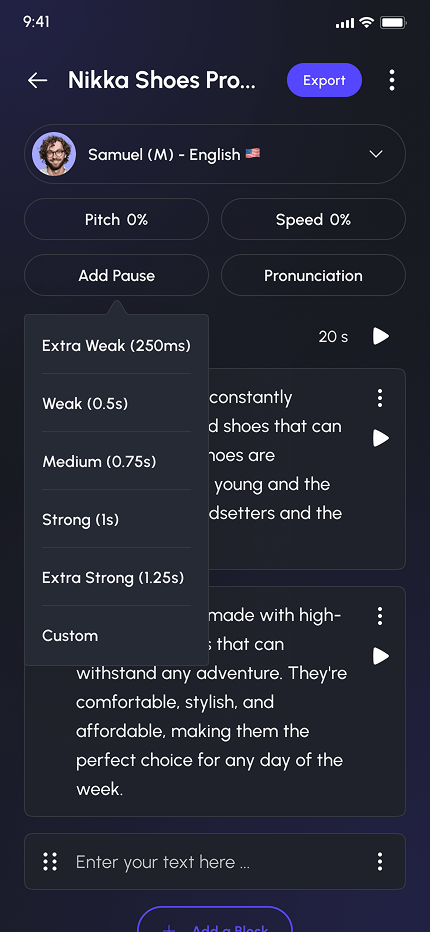 9:41
Nikka Shoes Pro...
Export
Samuel (M) - English
Pitch 0%
Speed 0%
Add Pause
Pronunciation
20 s
Extra Weak (250ms)
Weak (0.5s)
Medium (0.75s)
Strong (1s)
Extra Strong (1.25s)
Custom
constantly
shoes that can
are
young and the
and the
made with high-
that can
withstand any adventure. They're
comfortable, stylish, and
affordable, making them the
perfect choice for any day of the
week.
Enter your text here ...
+ Add a Block